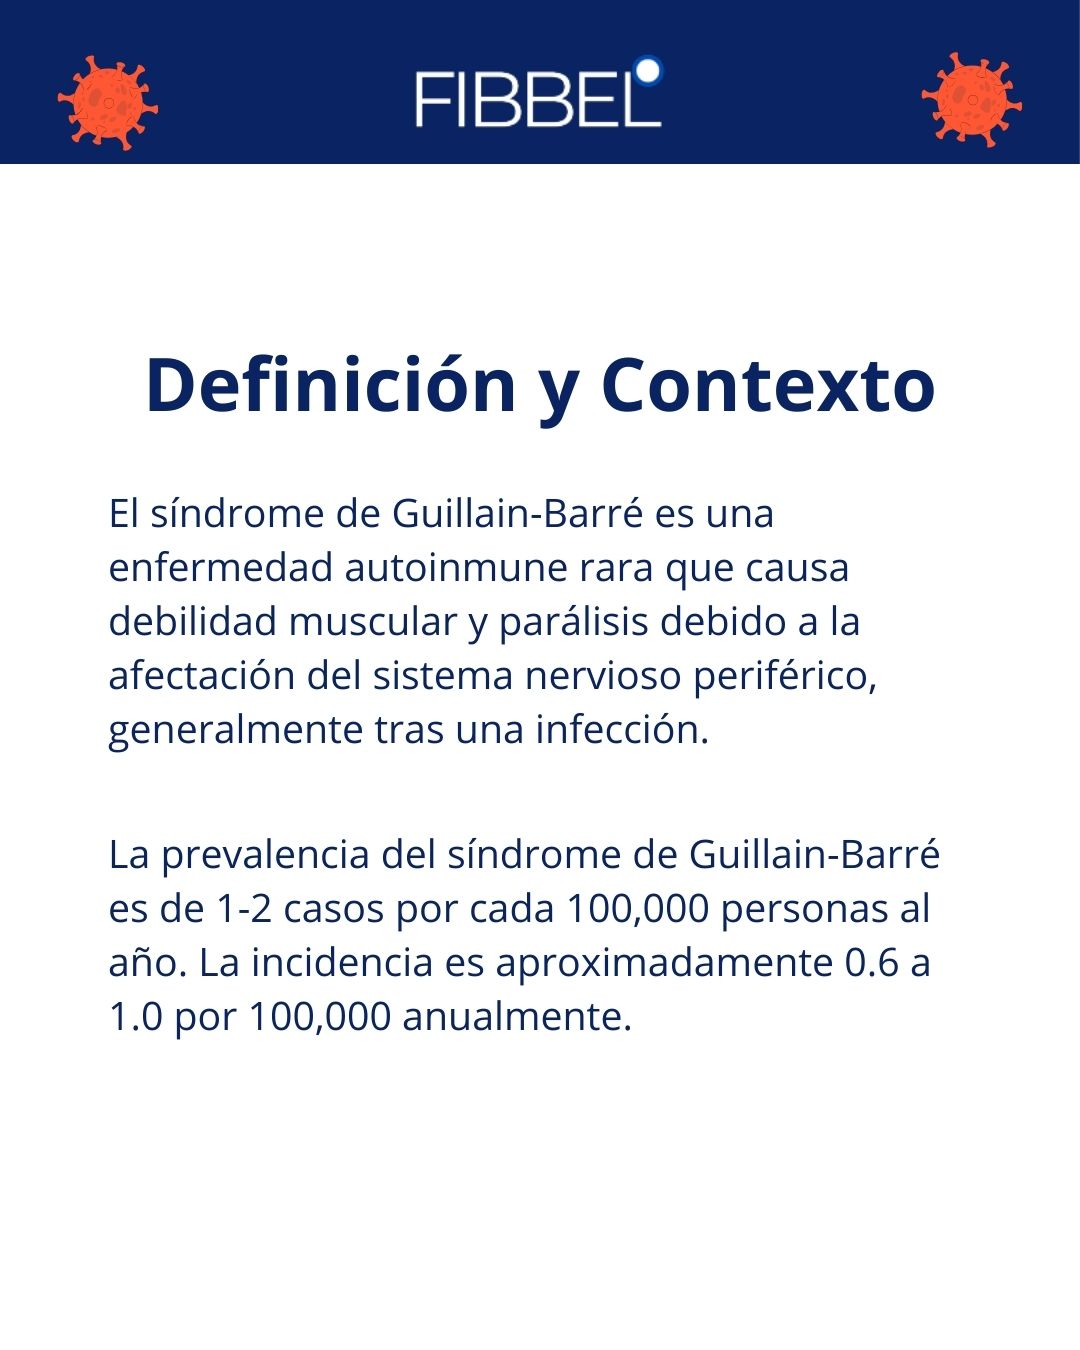 FIBBEL
Definición y Contexto
El síndrome de Guillain-Barré es una
enfermedad autoinmune rara que causa
debilidad muscular y parálisis debido a la
afectación del sistema nervioso periférico,
generalmente tras una infección.
La prevalencia del síndrome de Guillain-Barré
es de 1-2 casos por cada 100,000 personas al
año. La incidencia es aproximadamente 0.6 a
1.0 por 100,000 anualmente.